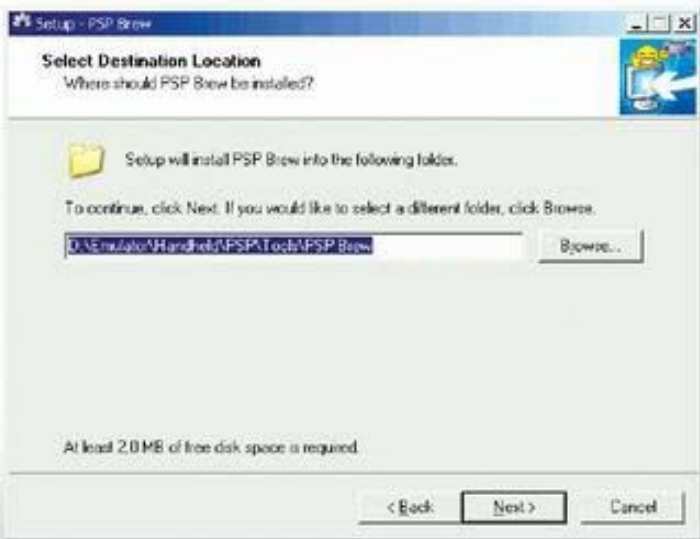 Setup - PSP Brew
Select Destination Location
Where should PSP Brew be installed?
Setup will install PSP Brew into the following folder.
To continue, click Next. If you would like to select a different folder, click Browse.
D:\Emulator\Handheld\PSP\Tools\PSP Brew
Browse...
At least 2.0 MB of free disk space is required.
< Back
Next >
Cancel